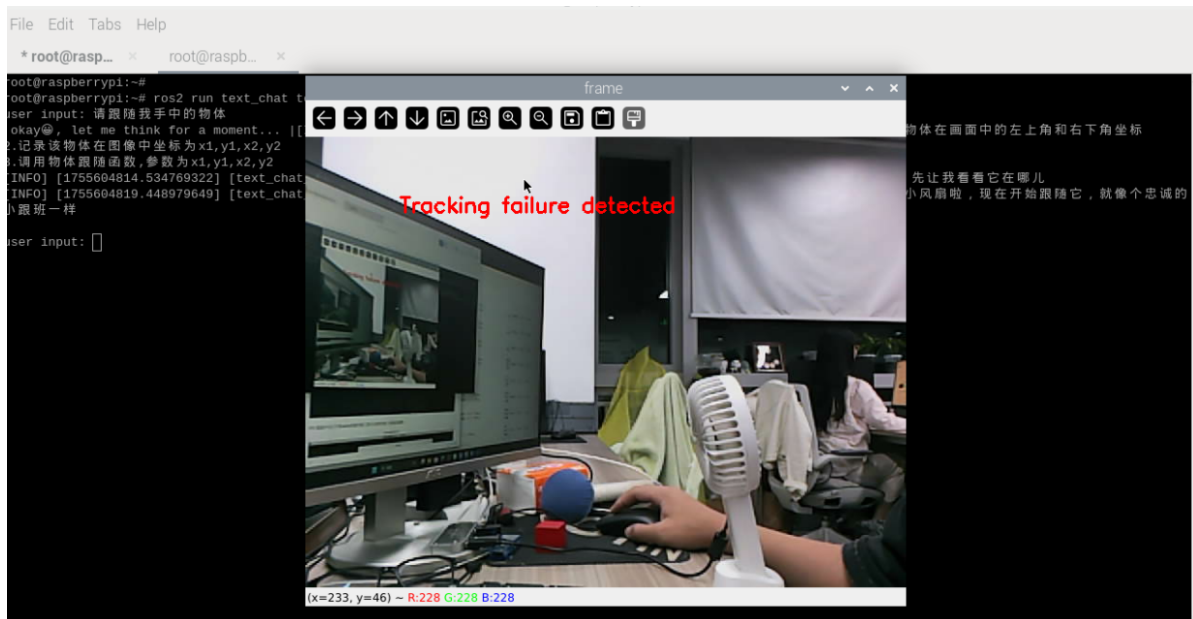 File Edit Tabs Help
* root@rasp... × root@raspb... ×
root@raspberrypi:~#
root@raspberrypi:~# ros2 run text_chat t
user input: 请跟随我手中的物体
okay😀, let me think for a moment... |[
物体在画面中的左上角和右下角坐标
2.记录该物体在图像中坐标为x1,y1,x2,y2
.调用物体跟随函数,参数为x1,y1,x2,y2
[INFO] [1755604814.534769322] [text_chat
先让我看看它在哪儿
[INFO] [1755604819.448979649] [text_chat
小风扇啦，现在开始跟随它，就像个忠诚的
小跟班一样
user input:
frame
Tracking failure detected
(x=233, y=46) ~ R:228 G:228 B:228